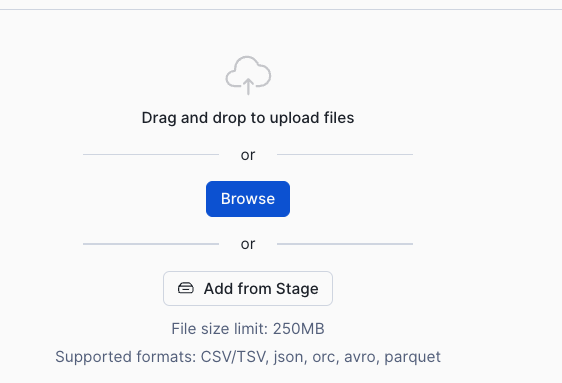 Drag and drop to upload files
or
Browse
or
Add from Stage
File size limit: 250MB
Supported formats: CSV/TSV, json, orc, avro, parquet